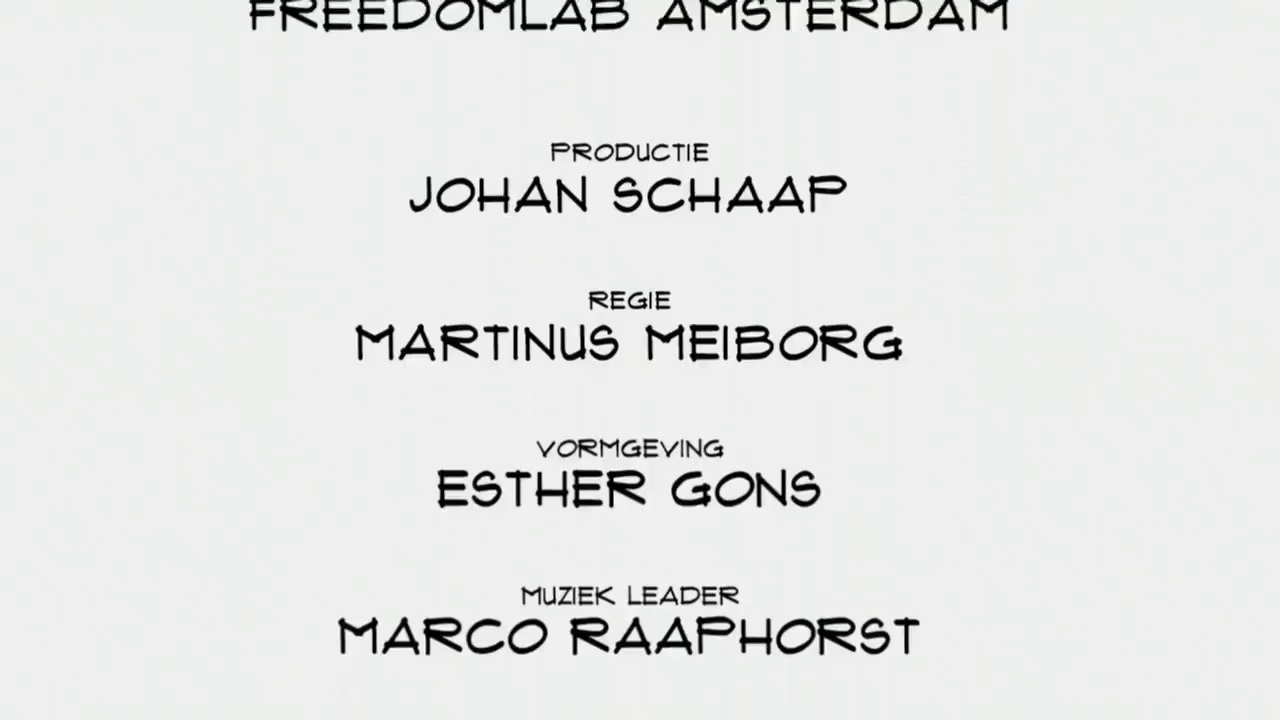 FREEDOMLAB AMSTERDAM
PRODUCTIE
JOHAN SCHAAP
REGIE
MARTINUS MEIBORG
VORMGEVING
ESTHER GONS
MUZIEK LEADER
MARCO RAAPHORST